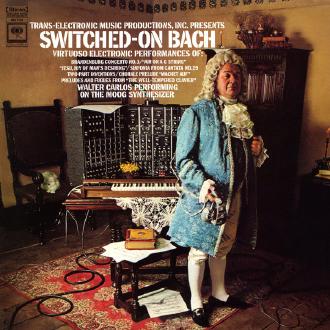 TRANS-ELECTRONIC MUSIC PRODUCTIONS, INC. PRESENTS
SWITCHED-ON BACH
VIRTUOSO ELECTRONIC PERFORMANCES OF:
BRANDENBURG CONCERTO NO. 3/"AIR ON A G STRING"
"JESU, JOY OF MAN'S DESIRING"/SINFONIA FROM CANTATA NO. 29
TWO-PART INVENTIONS/CHORALE PRELUDE "WACHET AUF"
PRELUDES AND FUGUES FROM "THE WELL-TEMPERED CLAVIER"
WALTER CARLOS PERFORMING
ON THE MOOG SYNTHESIZER